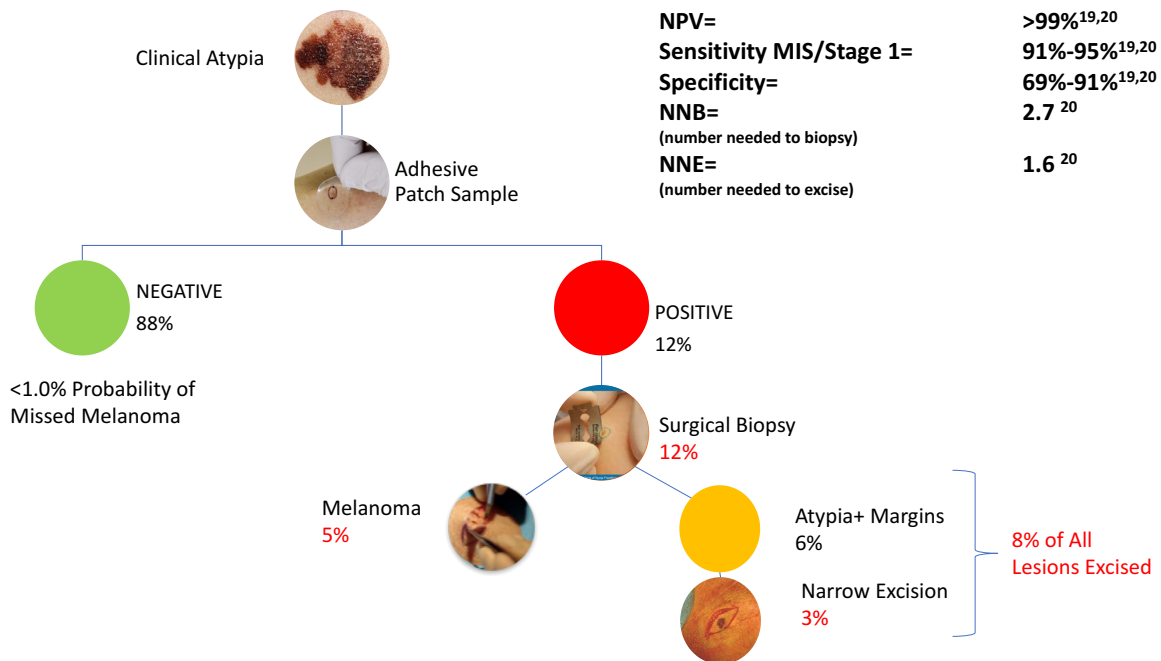 Clinical Atypia
NPV= >99%19,20
Sensitivity MIS/Stage 1= 91%-95%19,20
Specificity= 69%-91%19,20
NNB= 2.7 20
(number needed to biopsy)
NNE= 1.6 20
(number needed to excise)
Adhesive
Patch Sample
NEGATIVE
88%
POSITIVE
12%
<1.0% Probability of
Missed Melanoma
Surgical Biopsy
12%
Melanoma
5%
Atypia+ Margins
6%
Narrow Excision
3%
8% of All
Lesions Excised